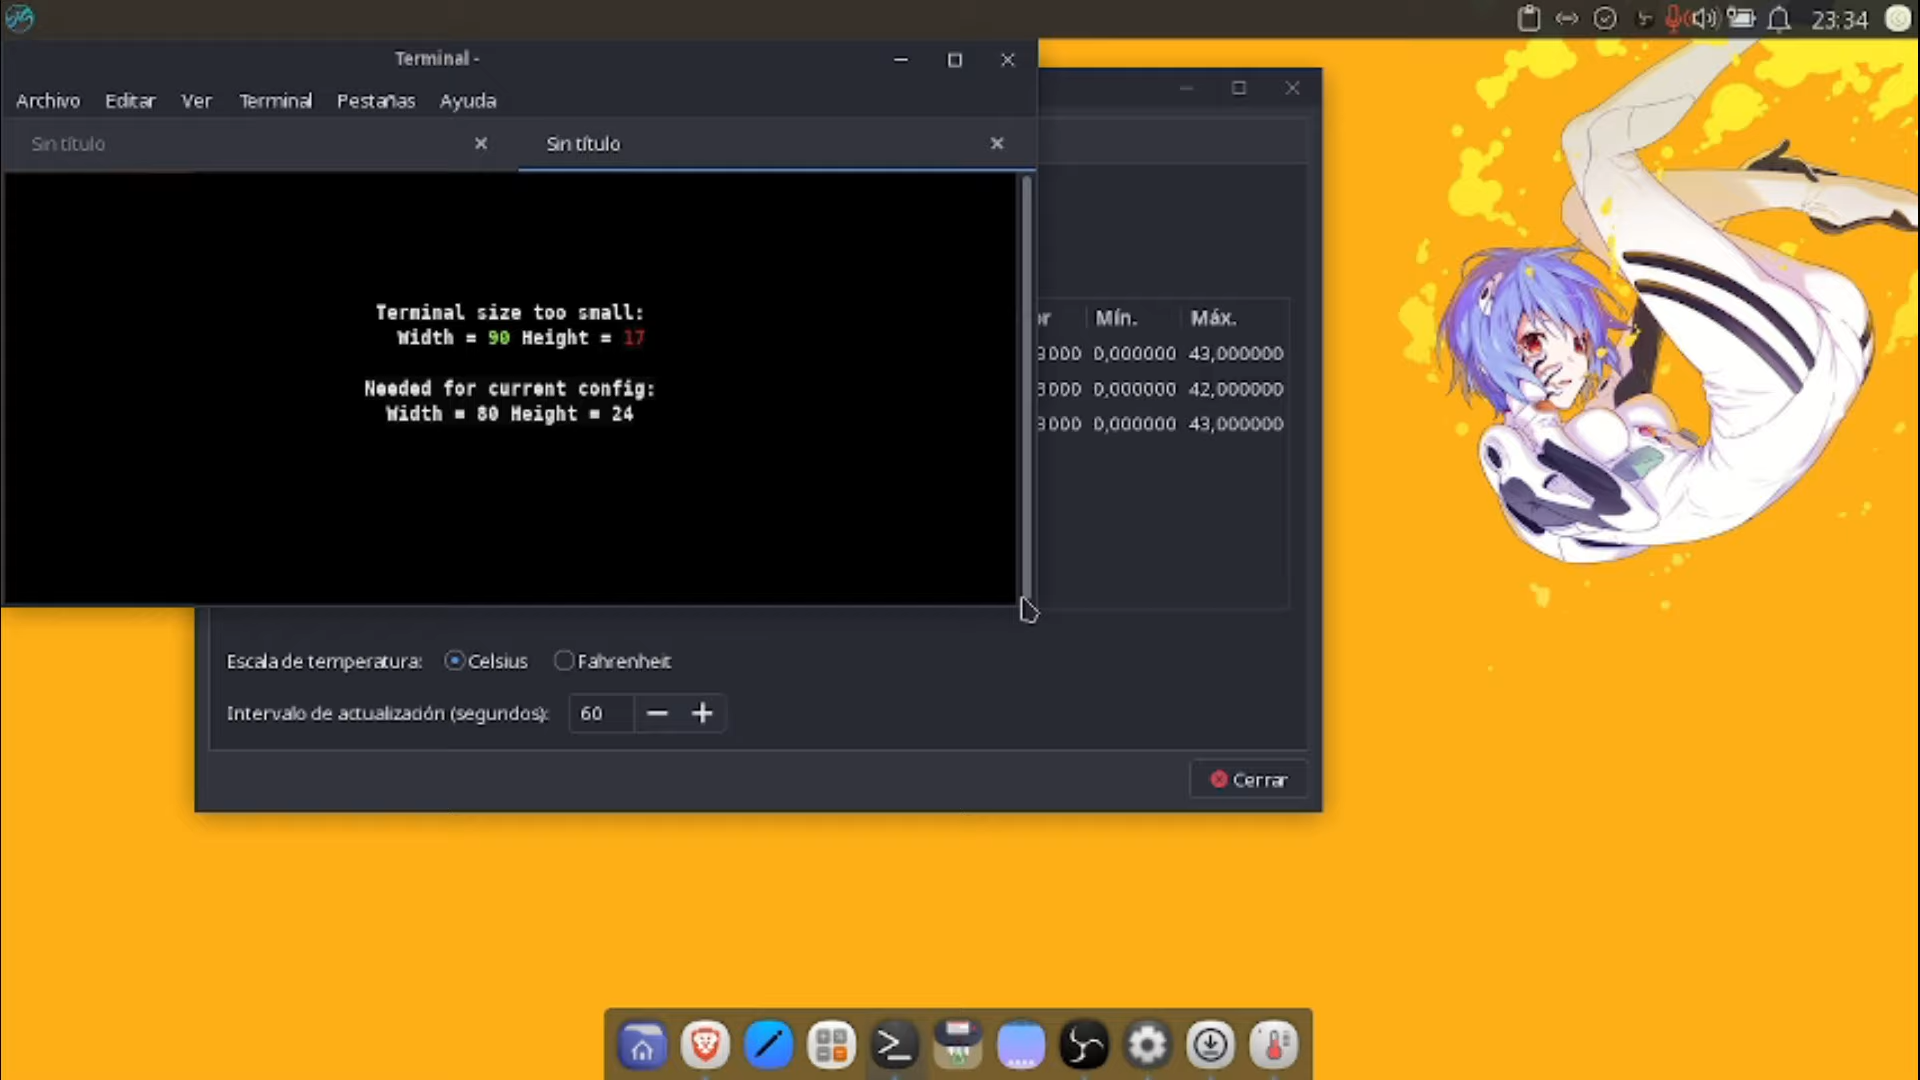 23:34
Terminal -
Archivo Editar Ver Terminal Pestañas Ayuda
Sin título
Sin título
Terminal size too small:
Width = 90 Height = 17
Needed for current config:
Width = 80 Height = 24
Mín. Máx.
0,000000 43,000000
0,000000 42,000000
0,000000 43,000000
Escala de temperatura: Celsius Fahrenheit
Intervalo de actualización (segundos): 60
Cerrar